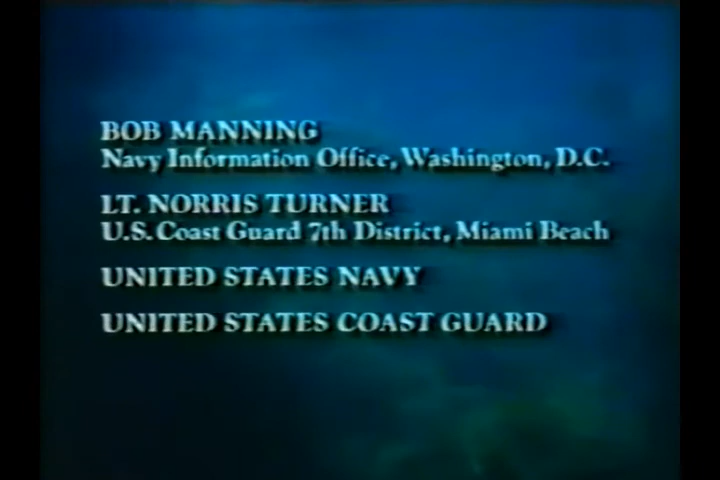 BOB MANNING
Navy Information Office, Washington, D.C.
LT. NORRIS TURNER
U.S. Coast Guard 7th District, Miami Beach
UNITED STATES NAVY
UNITED STATES COAST GUARD